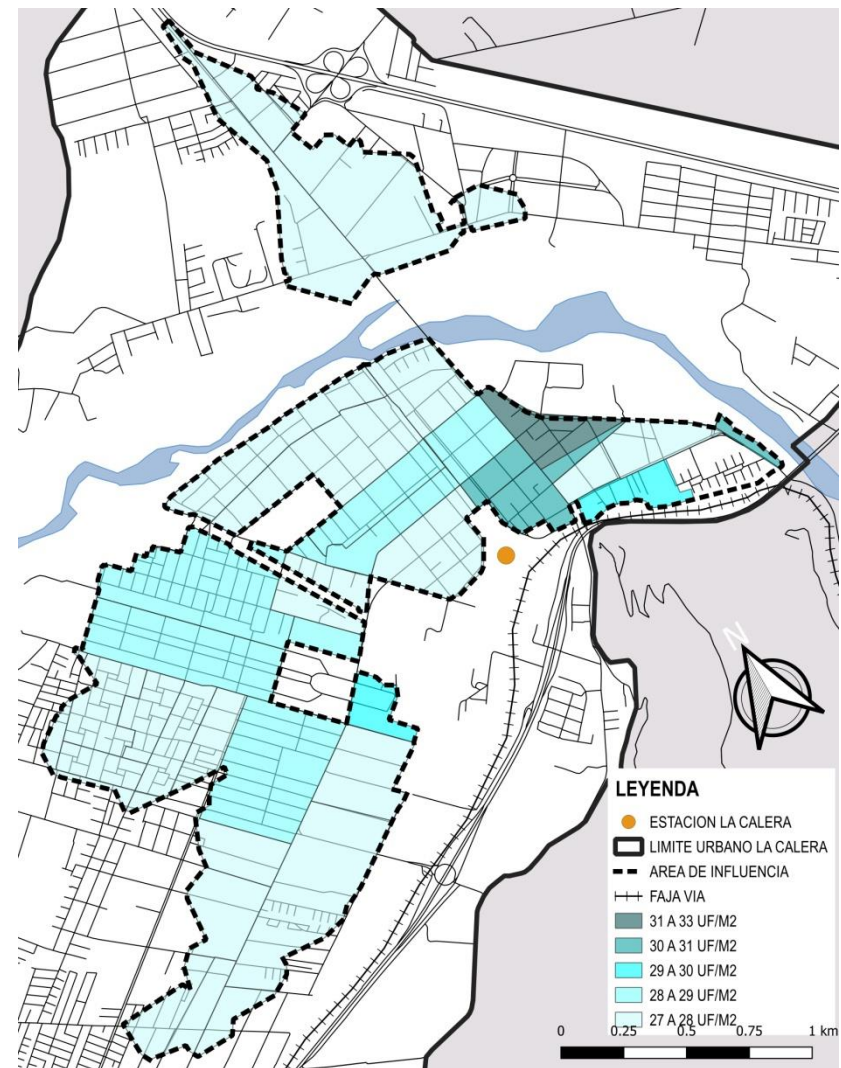 N
LEYENDA
ESTACION LA CALERA
LIMITE URBANO LA CALERA
AREA DE INFLUENCIA
FAJA VIA
31 A 33 UF/M2
30 A 31 UF/M2
29 A 30 UF/M2
28 A 29 UF/M2
27 A 28 UF/M2
0 0.25 0.5 0.75 1 km